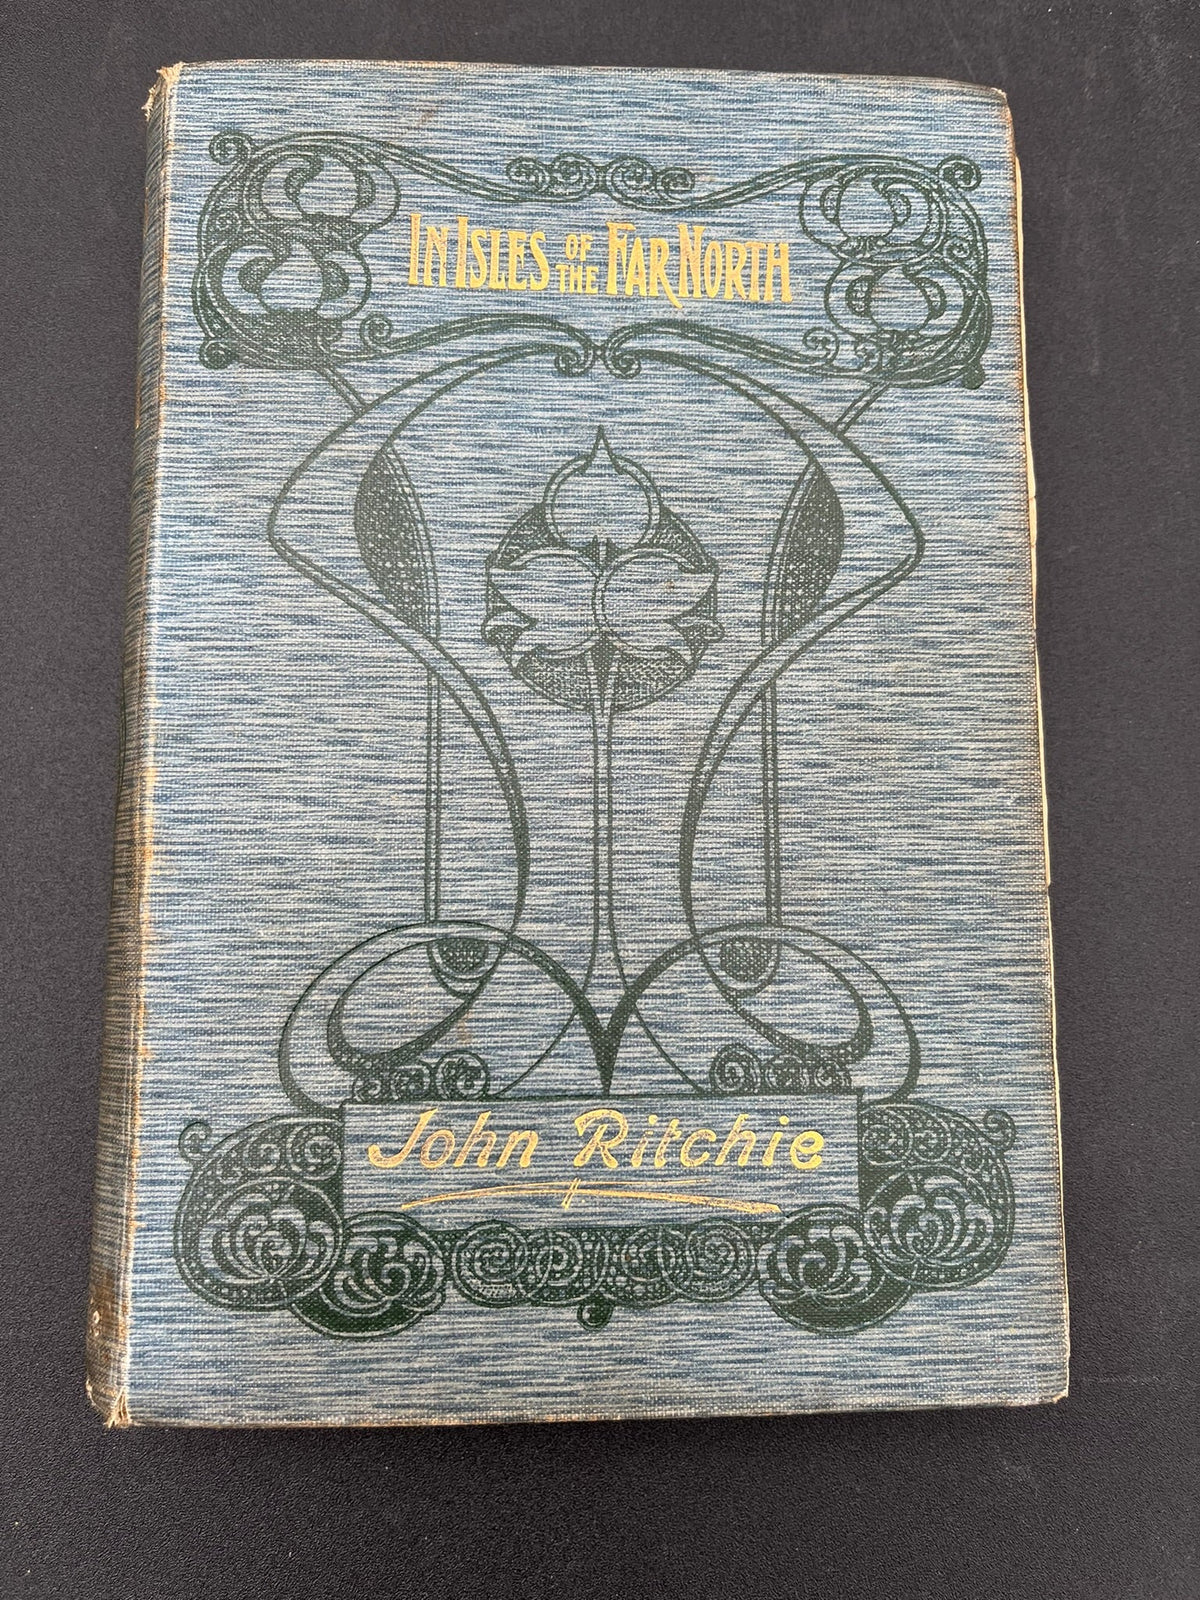 IN ISLES OF THE FAR NORTH
John Ritchie